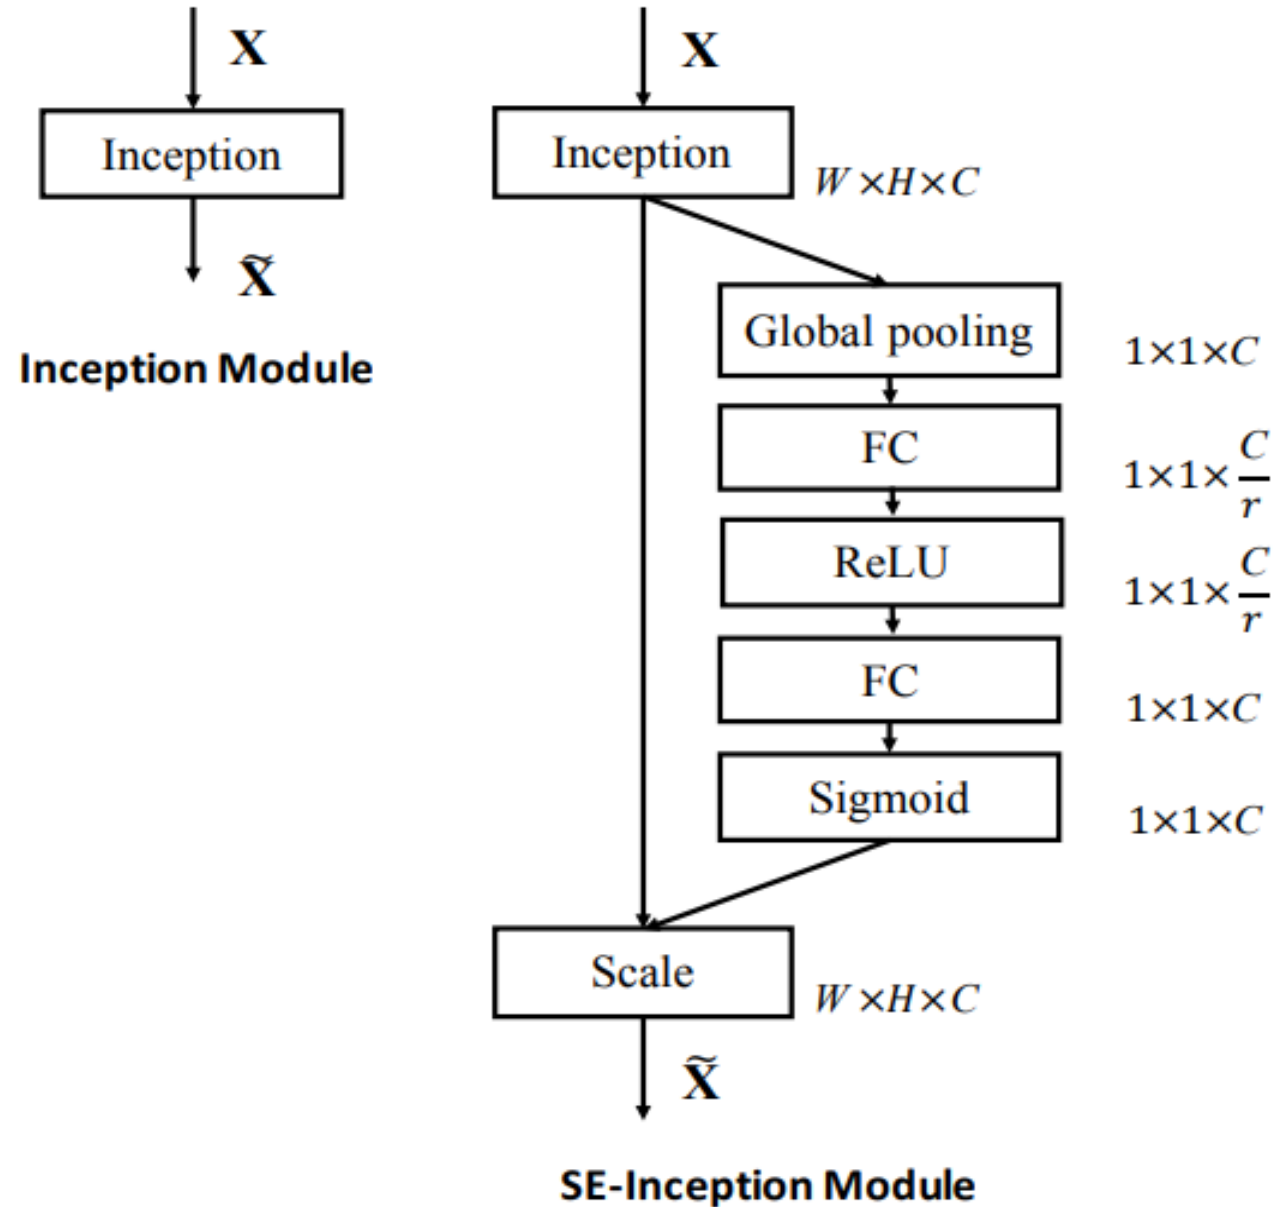 X
Inception
X̃
Inception Module
X
Inception
W×H×C
Global pooling
1×1×C
FC
1×1×C/r
ReLU
1×1×C/r
FC
1×1×C
Sigmoid
1×1×C
Scale
W×H×C
X̃
SE-Inception Module